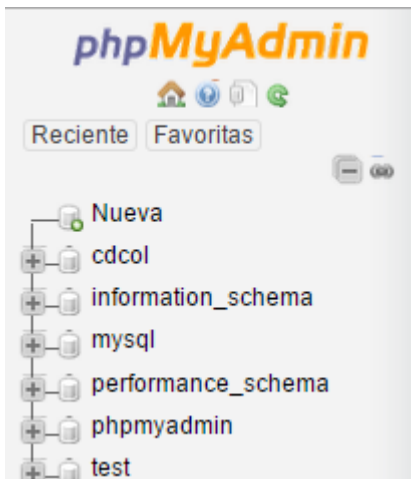 phpMyAdmin
Reciente Favoritas
Nueva
cdcol
information_schema
mysql
performance_schema
phpmyadmin
test